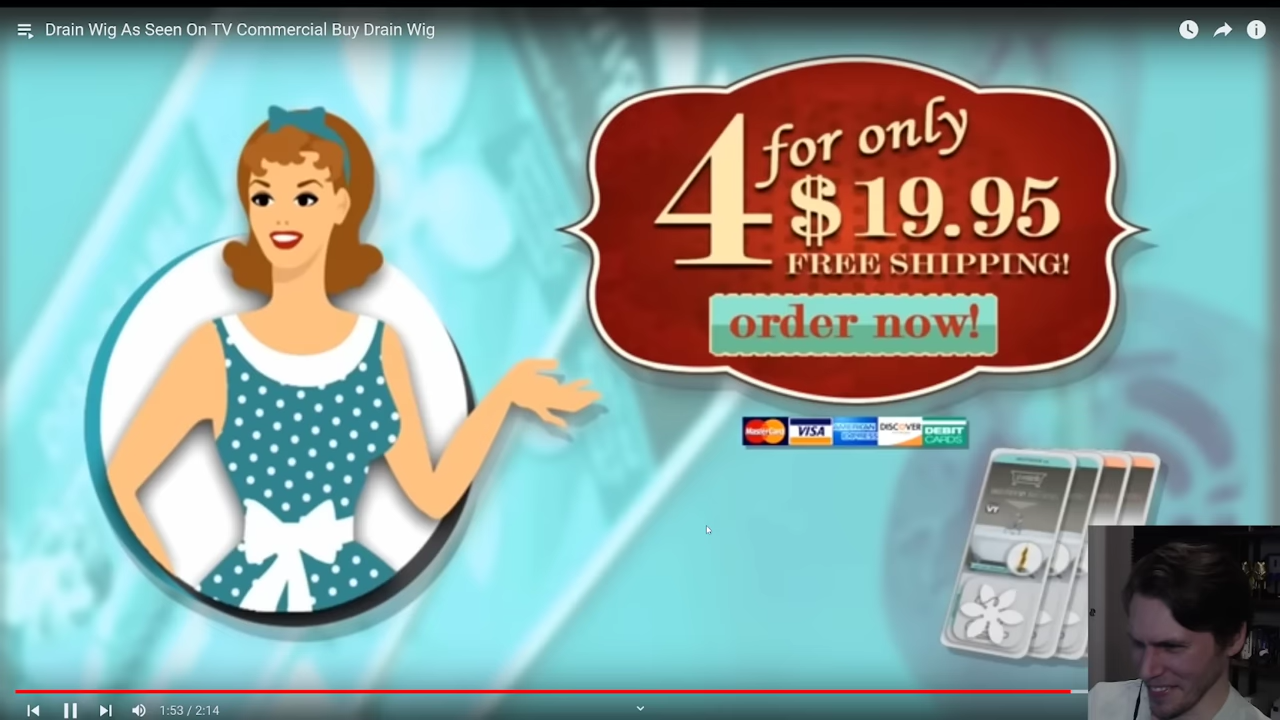 Drain Wig As Seen On TV Commercial Buy Drain Wig
4 for only
$19.95
FREE SHIPPING!
order now!
MasterCard VISA AMERICAN EXPRESS DISCOVER DEBIT CARDS
1:53 / 2:14